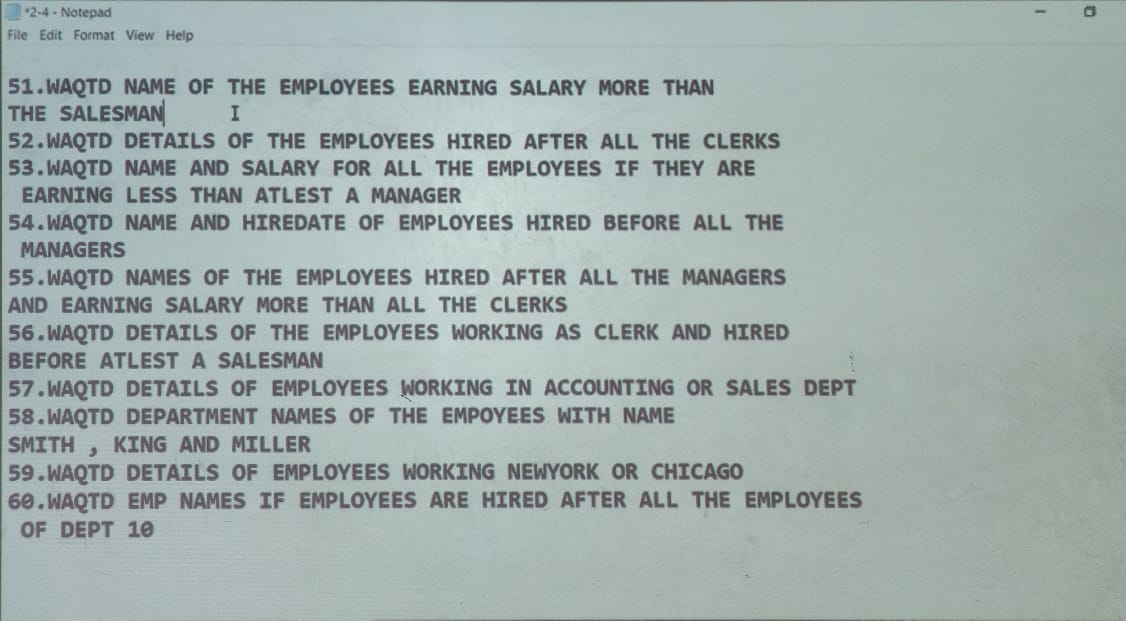 *2-4 - Notepad
File Edit Format View Help
51.WAQTD NAME OF THE EMPLOYEES EARNING SALARY MORE THAN
THE SALESMAN
52.WAQTD DETAILS OF THE EMPLOYEES HIRED AFTER ALL THE CLERKS
53.WAQTD NAME AND SALARY FOR ALL THE EMPLOYEES IF THEY ARE
EARNING LESS THAN ATLEST A MANAGER
54.WAQTD NAME AND HIREDATE OF EMPLOYEES HIRED BEFORE ALL THE
MANAGERS
55.WAQTD NAMES OF THE EMPLOYEES HIRED AFTER ALL THE MANAGERS
AND EARNING SALARY MORE THAN ALL THE CLERKS
56.WAQTD DETAILS OF THE EMPLOYEES WORKING AS CLERK AND HIRED
BEFORE ATLEST A SALESMAN
57.WAQTD DETAILS OF EMPLOYEES WORKING IN ACCOUNTING OR SALES DEPT
58.WAQTD DEPARTMENT NAMES OF THE EMPOYEES WITH NAME
SMITH , KING AND MILLER
59.WAQTD DETAILS OF EMPLOYEES WORKING NEWYORK OR CHICAGO
60.WAQTD EMP NAMES IF EMPLOYEES ARE HIRED AFTER ALL THE EMPLOYEES
OF DEPT 10